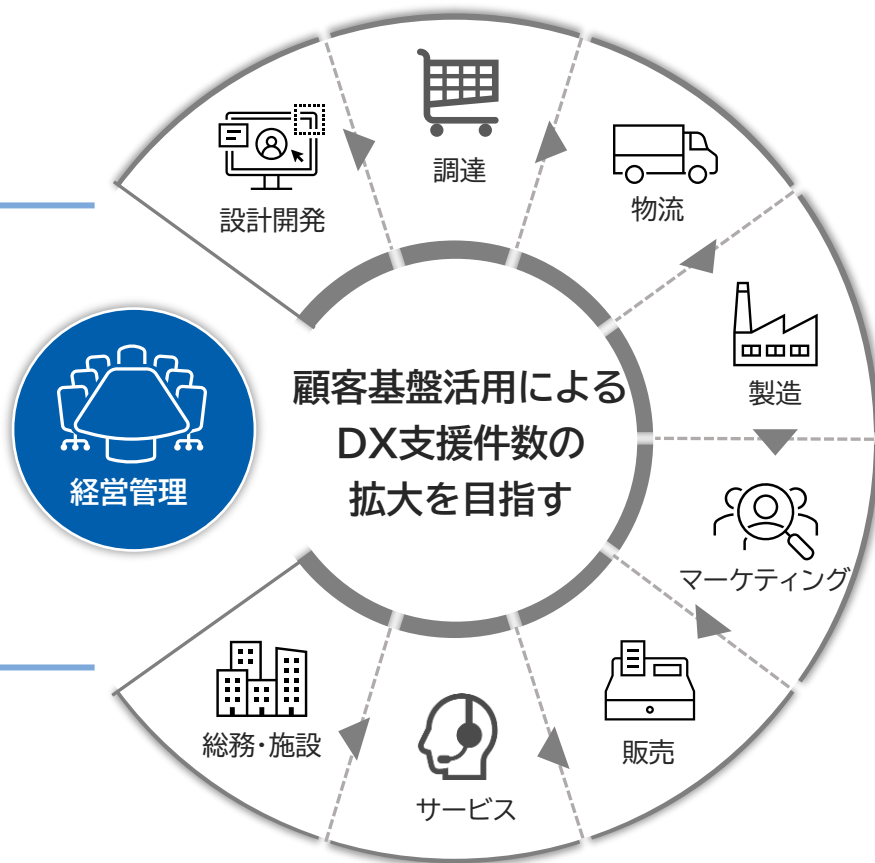 調達
設計開発
物流
製造
顧客基盤活用による
DX支援件数の
拡大を目指す
経営管理
マーケティング
総務・施設
サービス
販売